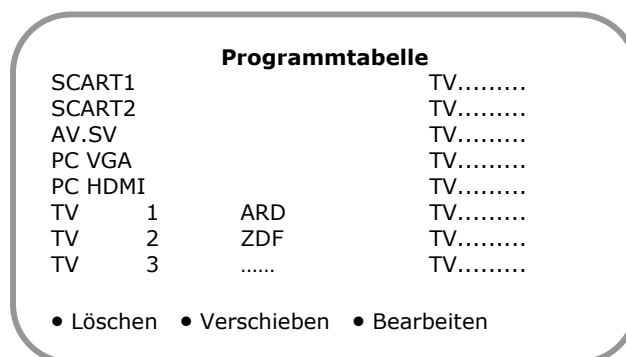 Programmtabelle
SCART1 TV.........
SCART2 TV.........
AV.SV TV.........
PC VGA TV.........
PC HDMI TV.........
TV 1 ARD TV.........
TV 2 ZDF TV.........
TV 3 ...... TV.........
• Löschen • Verschieben • Bearbeiten